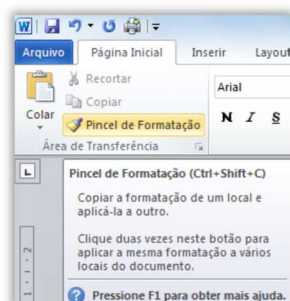 W
Arquivo Página Inicial Inserir Layout
Recortar
Copiar
Colar
Pincel de Formatação
Arial
N I S
Área de Transferência
L
Pincel de Formatação (Ctrl+Shift+C)
Copiar a formatação de um local e
aplicá-la a outro.
Clique duas vezes neste botão para
aplicar a mesma formatação a vários
locais do documento.
Pressione F1 para obter mais ajuda.
2
1